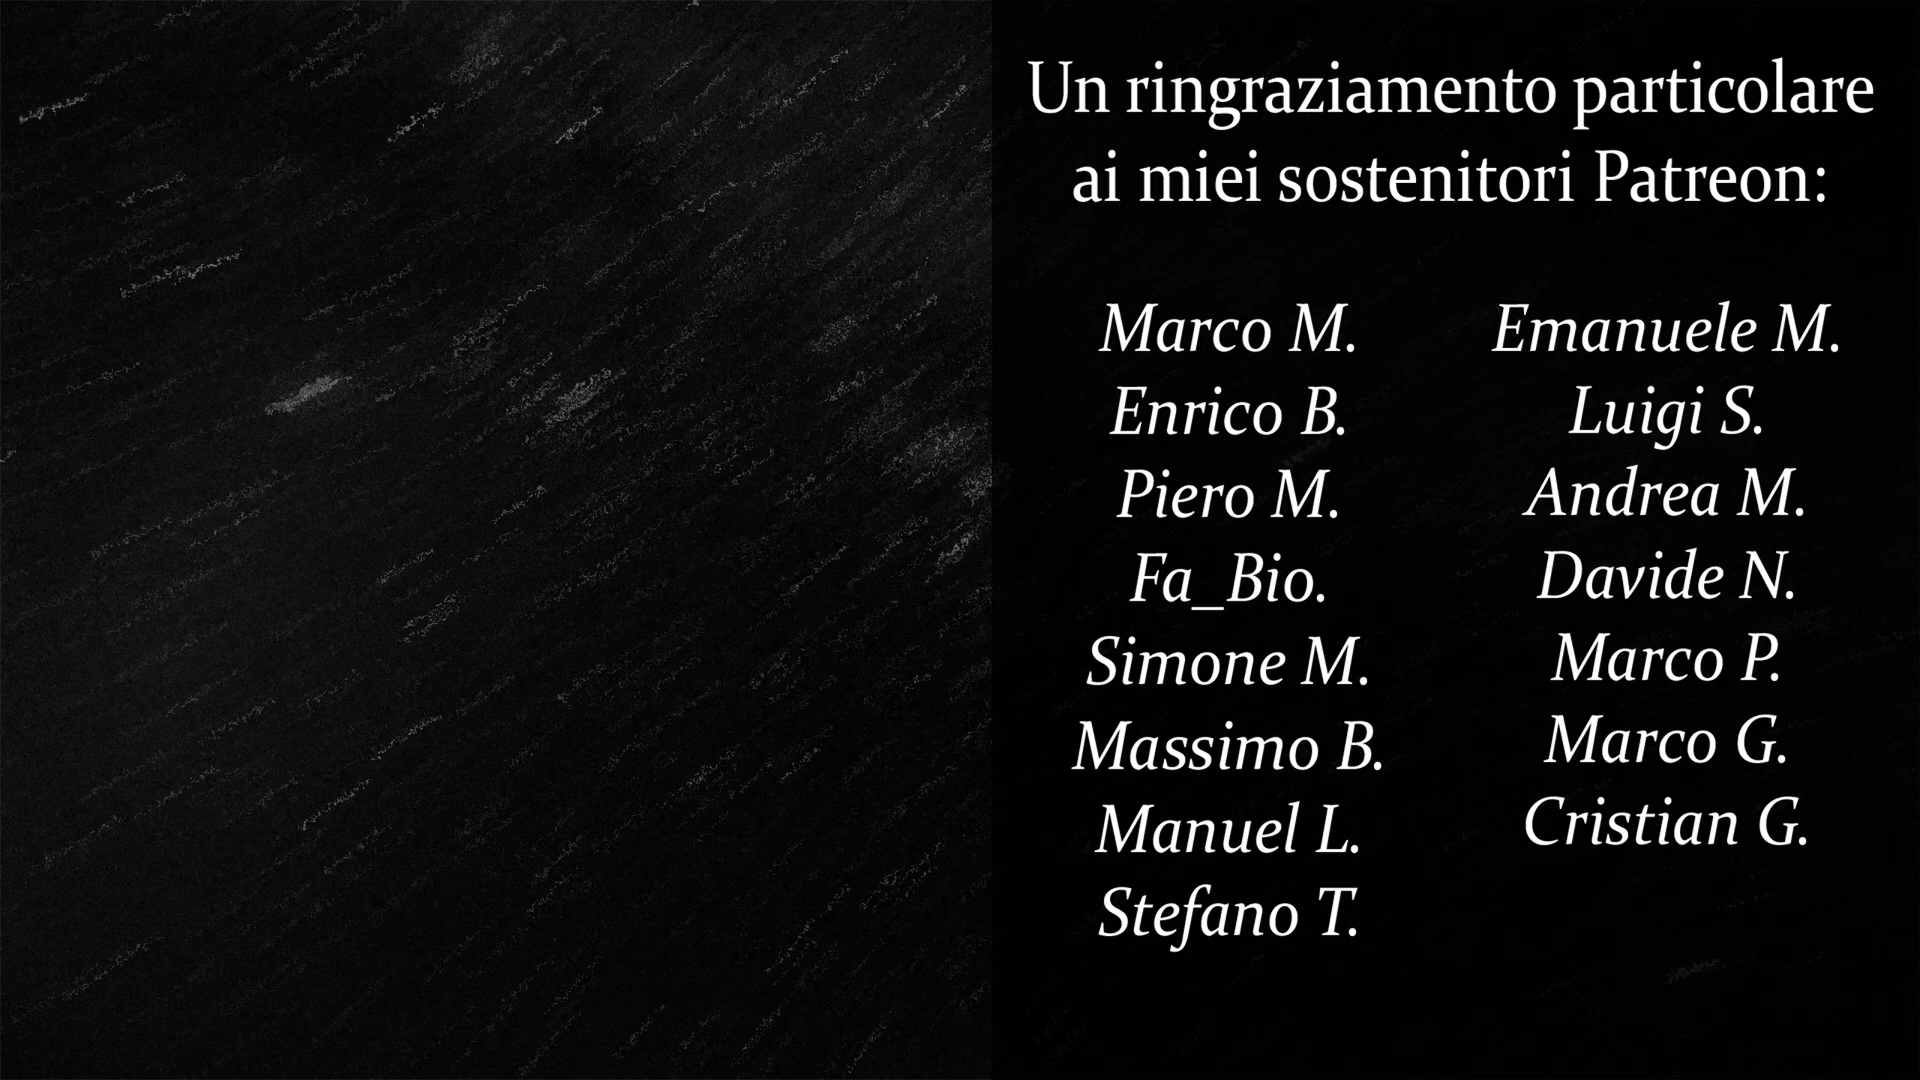 Un ringraziamento particolare
ai miei sostenitori Patreon:
Marco M.
Enrico B.
Piero M.
Fa_Bio.
Simone M.
Massimo B.
Manuel L.
Stefano T.
Emanuele M.
Luigi S.
Andrea M.
Davide N.
Marco P.
Marco G.
Cristian G.